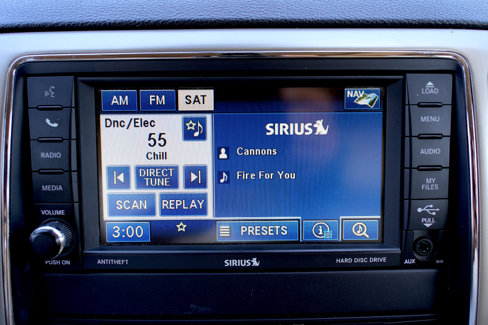 LOAD
AM FM SAT NAV
MENU
Dnc/Elec
SIRIUS
55
Chill
Cannons
RADIO
AUDIO
DIRECT
TUNE
Fire For You
MEDIA
MY
FILES
SCAN REPLAY
VOLUME
PULL
3:00 PRESETS
PUSH ON
ANTITHEFT SIRIUS HARD DISC DRIVE AUX